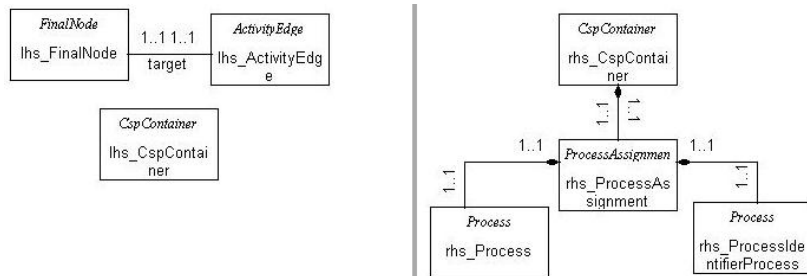 FinalNode
lhs_FinalNode
1..1 1..1
target
ActivityEdge
lhs_ActivityEdg
e
CspContainer
lhs_CspContai
ner
CspContainer
rhs_CspContai
ner
1..1
1..1
1..1
ProcessAssignmen
rhs_ProcessAs
signment
1..1
1..1
1..1
Process
rhs_Process
Process
rhs_ProcessIde
ntifierProcess